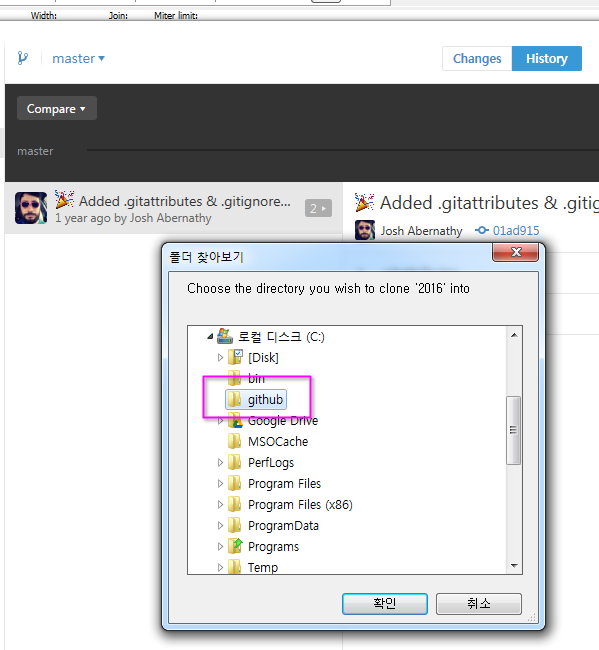 Width: Join: Miter limit:
master
Changes History
Compare
master
Added .gitattributes & .gitignore...
1 year ago by Josh Abernathy
2
Added .gitattributes & .gitig
Josh Abernathy 01ad915
폴더 찾아보기
Choose the directory you wish to clone '2016' into
로컬 디스크 (C:)
[Disk]
bin
github
Google Drive
MSOCache
PerfLogs
Program Files
Program Files (x86)
ProgramData
Programs
Temp
확인 취소